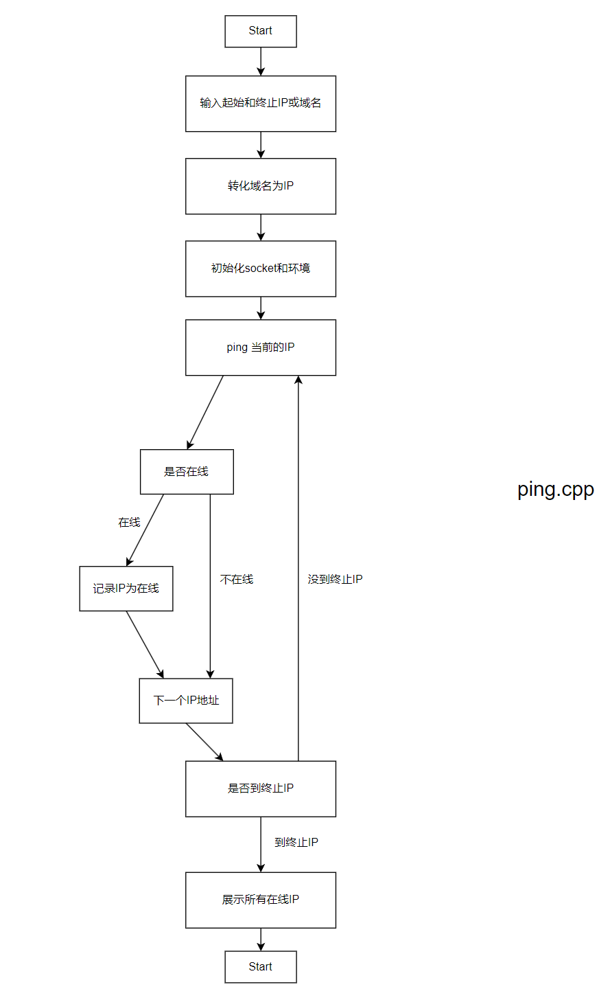 Start
输入起始和终止IP或域名
转化域名为IP
初始化socket和环境
ping 当前的IP
是否在线
ping.cpp
在线
不在线
没到终止IP
记录IP为在线
下一个IP地址
是否到终止IP
到终止IP
展示所有在线IP
Start